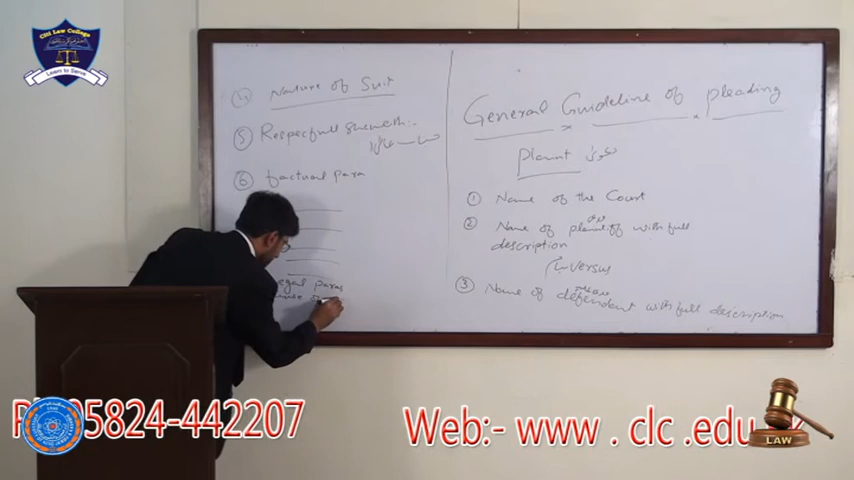 Citi Law College
Learn to Serve
General Guideline of pleading
Plaint دعویٰ
① Name of the Court
② Name of plaintiff with full
description
Versus
③ Name of defendant with full description
④ Nature of Suit
⑤ Respectfull Sheweth:-
⑥ factual Para
legal paras
05824-442207
Web:- www . clc .edu
LAW